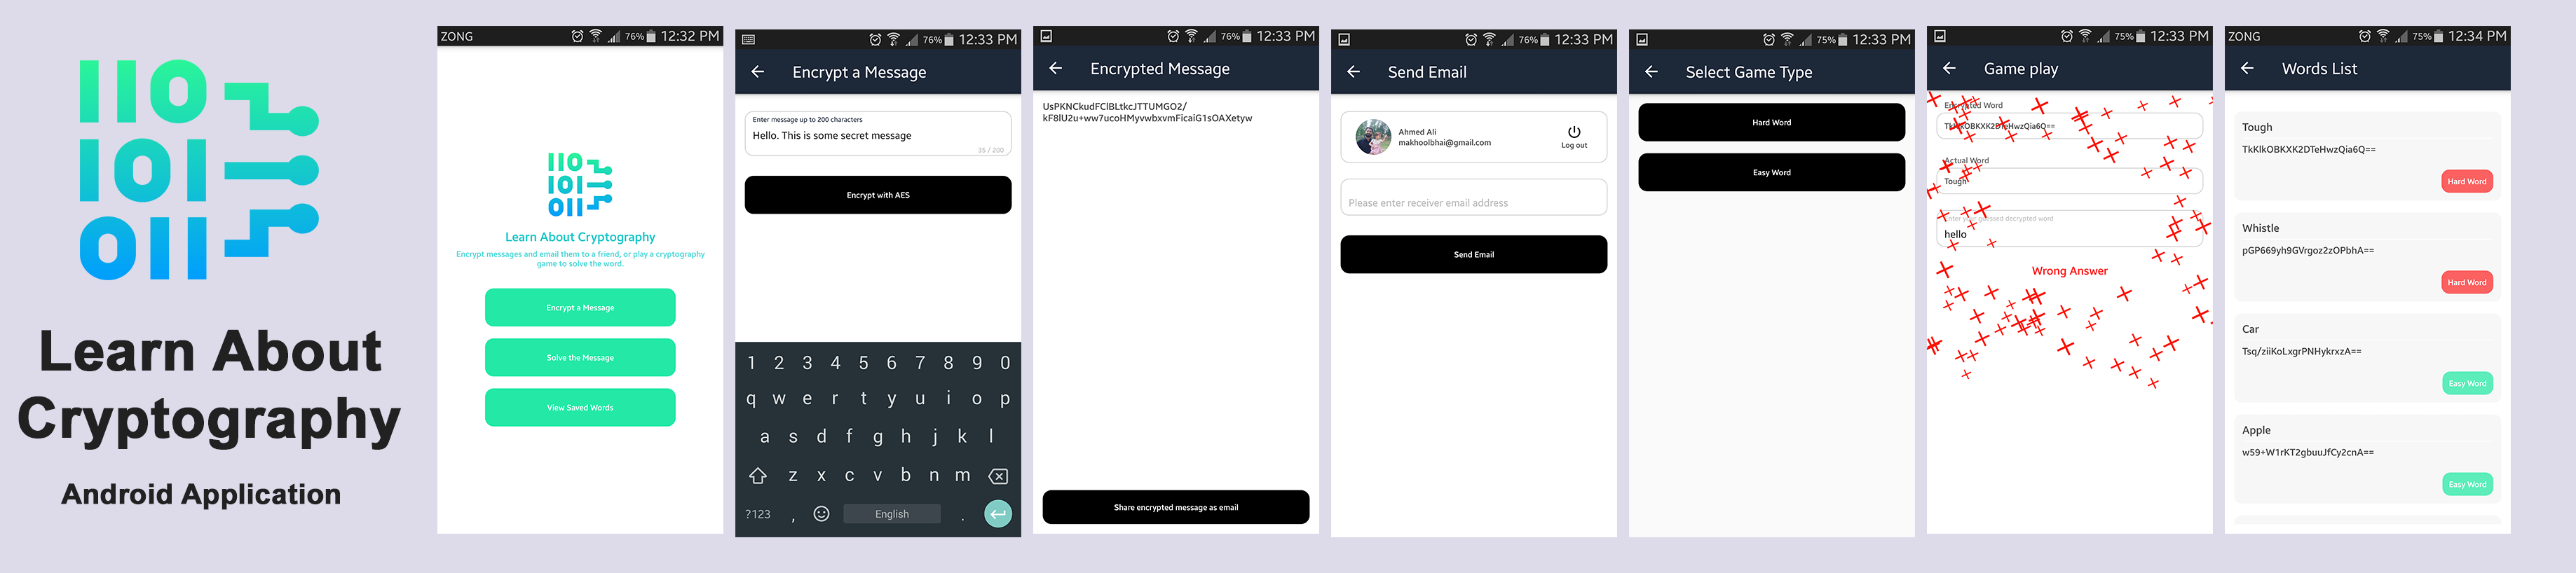 110
101
011
Learn About
Cryptography
Android Application
ZONG 76% 12:32 PM
110
101
011
Learn About Cryptography
Encrypt messages and email them to a friend, or play a cryptography
game to solve the word.
Encrypt a Message
Solve the Message
View Saved Words
76% 12:33 PM
Encrypt a Message
Enter message up to 200 characters
Hello. This is some secret message
35 / 200
Encrypt with AES
1 2 3 4 5 6 7 8 9 0
q w e r t y u i o p
a s d f g h j k l
z x c v b n m
?123 , English .
76% 12:33 PM
Encrypted Message
UsPKNCkudFClBLtkcJTTUMGO2/
kF8lU2u+ww7ucoHMyvwbxvmFicaiG1sOAXetyw
Share encrypted message as email
76% 12:33 PM
Send Email
Ahmed Ali
makhoolbhai@gmail.com
Log out
Please enter receiver email address
Send Email
75% 12:33 PM
Select Game Type
Hard Word
Easy Word
75% 12:33 PM
Game play
Encrypted Word
TkKlkOBKXK2DTeHwzQia6Q==
Actual Word
Tough
Enter your guessed decrypted word
hello
Wrong Answer
ZONG 75% 12:34 PM
Words List
Tough
TkKlkOBKXK2DTeHwzQia6Q==
Hard Word
Whistle
pGP669yh9GVrgoz2zOPbhA==
Hard Word
Car
Tsq/ziiKoLxgrPNHykrxzA==
Easy Word
Apple
w59+W1rKT2gbuuJfCy2cnA==
Easy Word